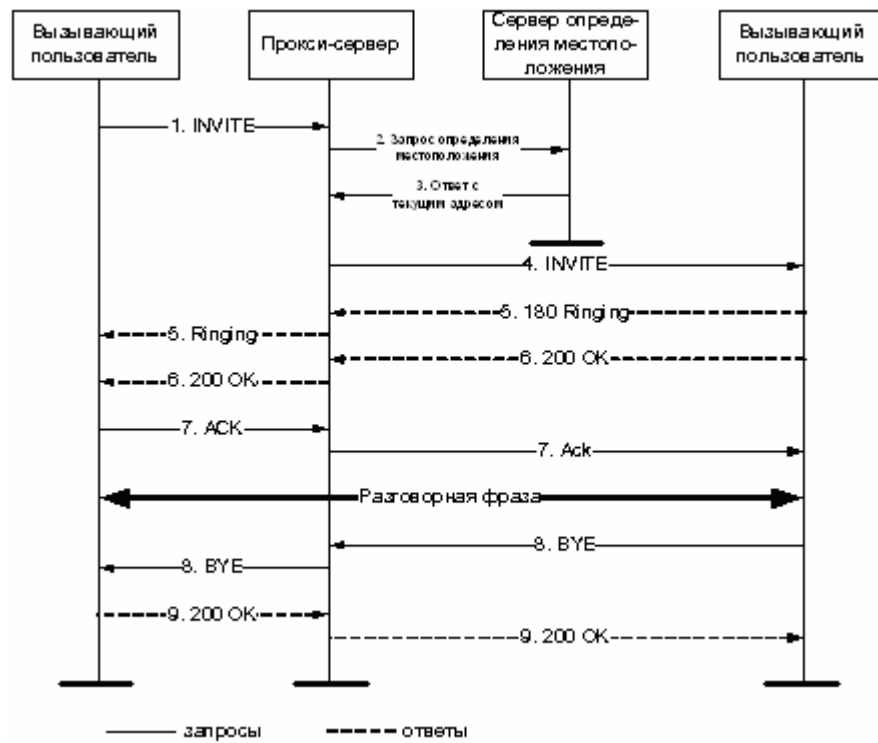 Вызывающий
пользователь
Прокси-сервер
Сервер опреде-
ления местопо-
ложения
Вызывающий
пользователь
1. INVITE
2. Запрос определения
местоположения
3. Ответ с
текущим адресом
4. INVITE
5. 180 Ringing
5. Ringing
6. 200 OK
6. 200 OK
7. ACK
7. Ack
Разговорная фраза
8. BYE
8. BYE
9. 200 OK
9. 200 OK
запросы
ответы